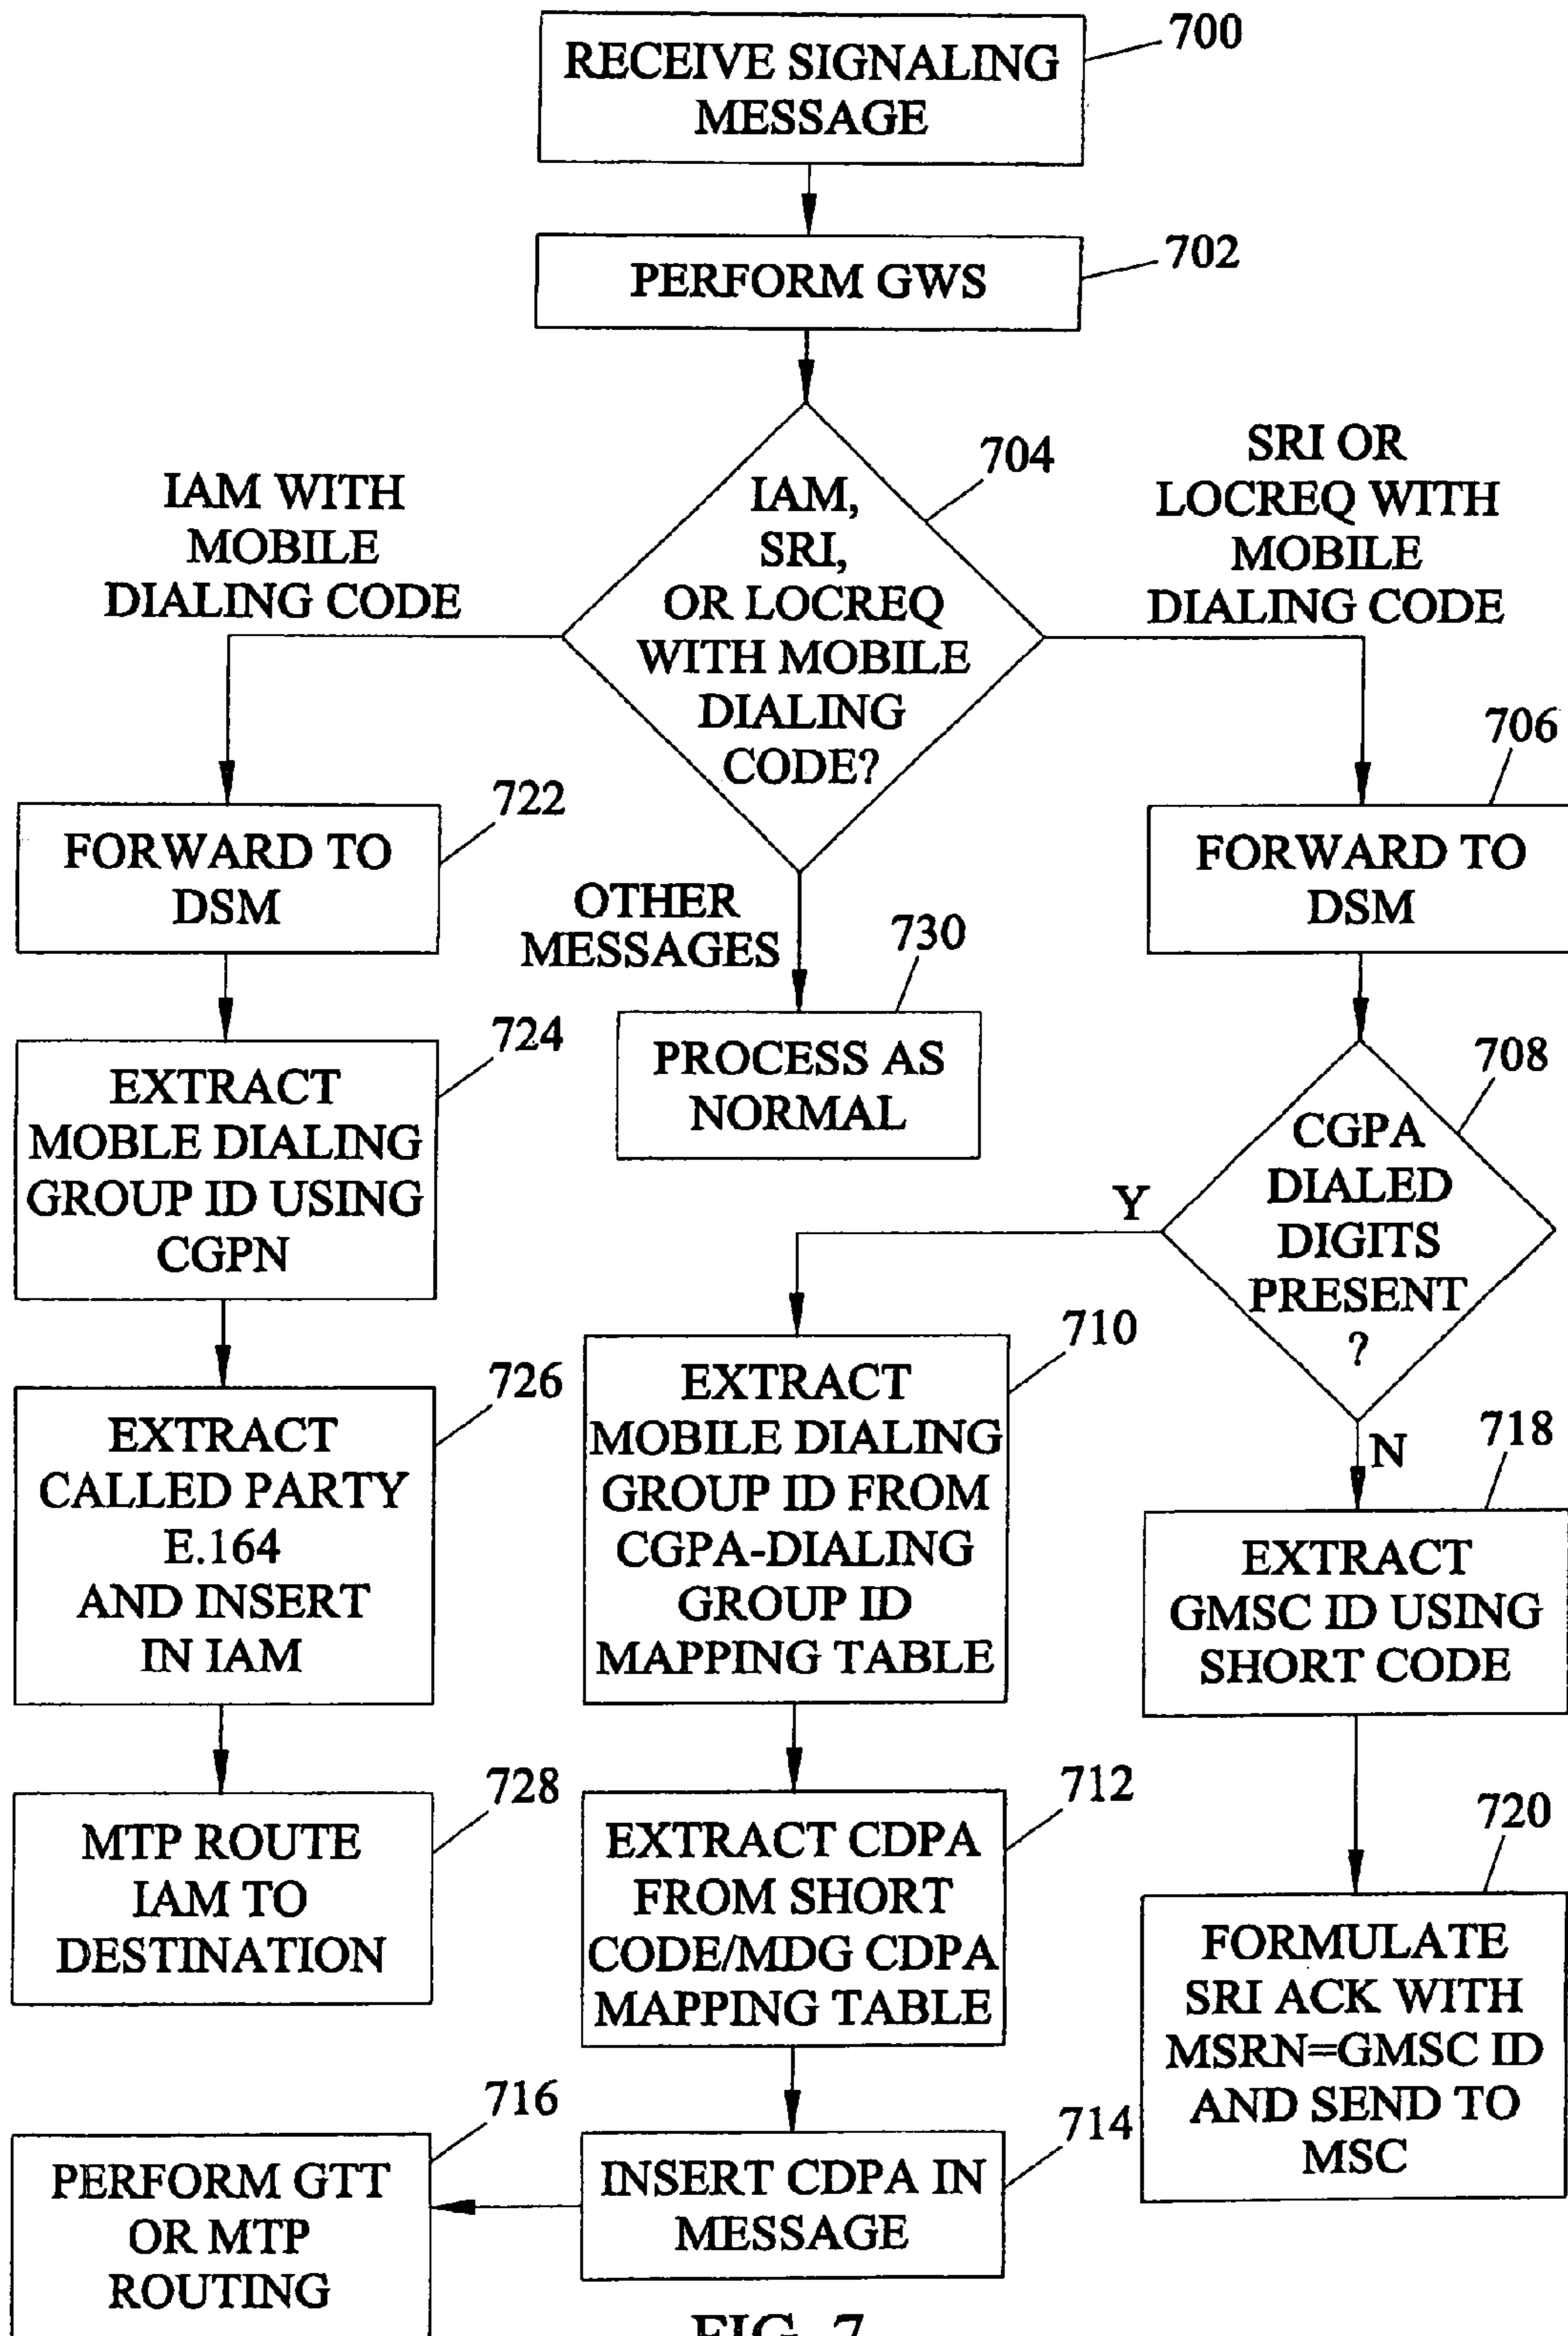 RECEIVE SIGNALING
MESSAGE
700
PERFORM GWS
702
IAM,
SRI,
OR LOCREQ
WITH MOBILE
DIALING
CODE?
704
IAM WITH
MOBILE
DIALING CODE
SRI OR
LOCREQ WITH
MOBILE
DIALING CODE
OTHER
MESSAGES
FORWARD TO
DSM
722
EXTRACT
MOBLE DIALING
GROUP ID USING
CGPN
724
EXTRACT
CALLED PARTY
E.164
AND INSERT
IN IAM
726
MTP ROUTE
IAM TO
DESTINATION
728
PROCESS AS
NORMAL
730
FORWARD TO
DSM
706
CGPA
DIALED
DIGITS
PRESENT
?
708
Y
N
EXTRACT
MOBILE DIALING
GROUP ID FROM
CGPA-DIALING
GROUP ID
MAPPING TABLE
710
EXTRACT CDPA
FROM SHORT
CODE/MDG CDPA
MAPPING TABLE
712
INSERT CDPA IN
MESSAGE
714
PERFORM GTT
OR MTP
ROUTING
716
EXTRACT
GMSC ID USING
SHORT CODE
718
FORMULATE
SRI ACK WITH
MSRN=GMSC ID
AND SEND TO
MSC
720
FIG. 7